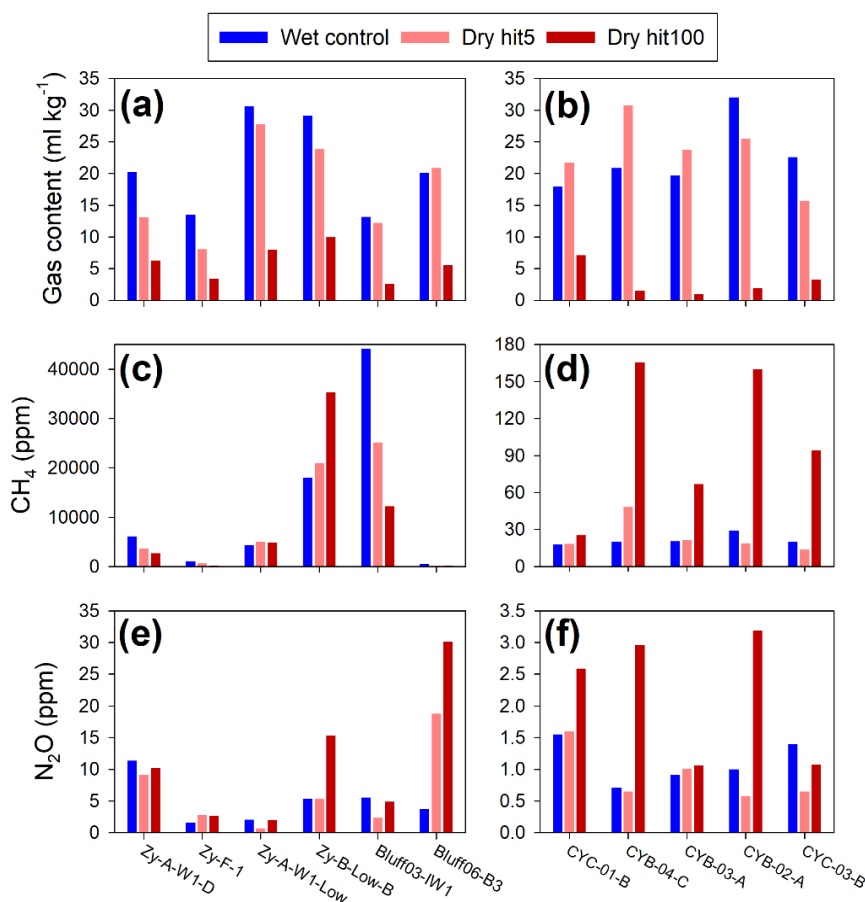 Wet control Dry hit5 Dry hit100
(a) (b)
Gas content (ml kg⁻¹)
35 30 25 20 15 10 5 0
35 30 25 20 15 10 5 0
(c) (d)
CH₄ (ppm)
40000 30000 20000 10000 0
180 150 120 90 60 30 0
(e) (f)
N₂O (ppm)
35 30 25 20 15 10 5 0
3.5 3.0 2.5 2.0 1.5 1.0 0.5 0.0
Zy-A-W1-D
Zy-F-1
Zy-A-W1-Low
Zy-B-Low-B
Bluff03-IW1
Bluff06-B3
CYC-01-B
CYB-04-C
CYB-03-A
CYB-02-A
CYC-03-B